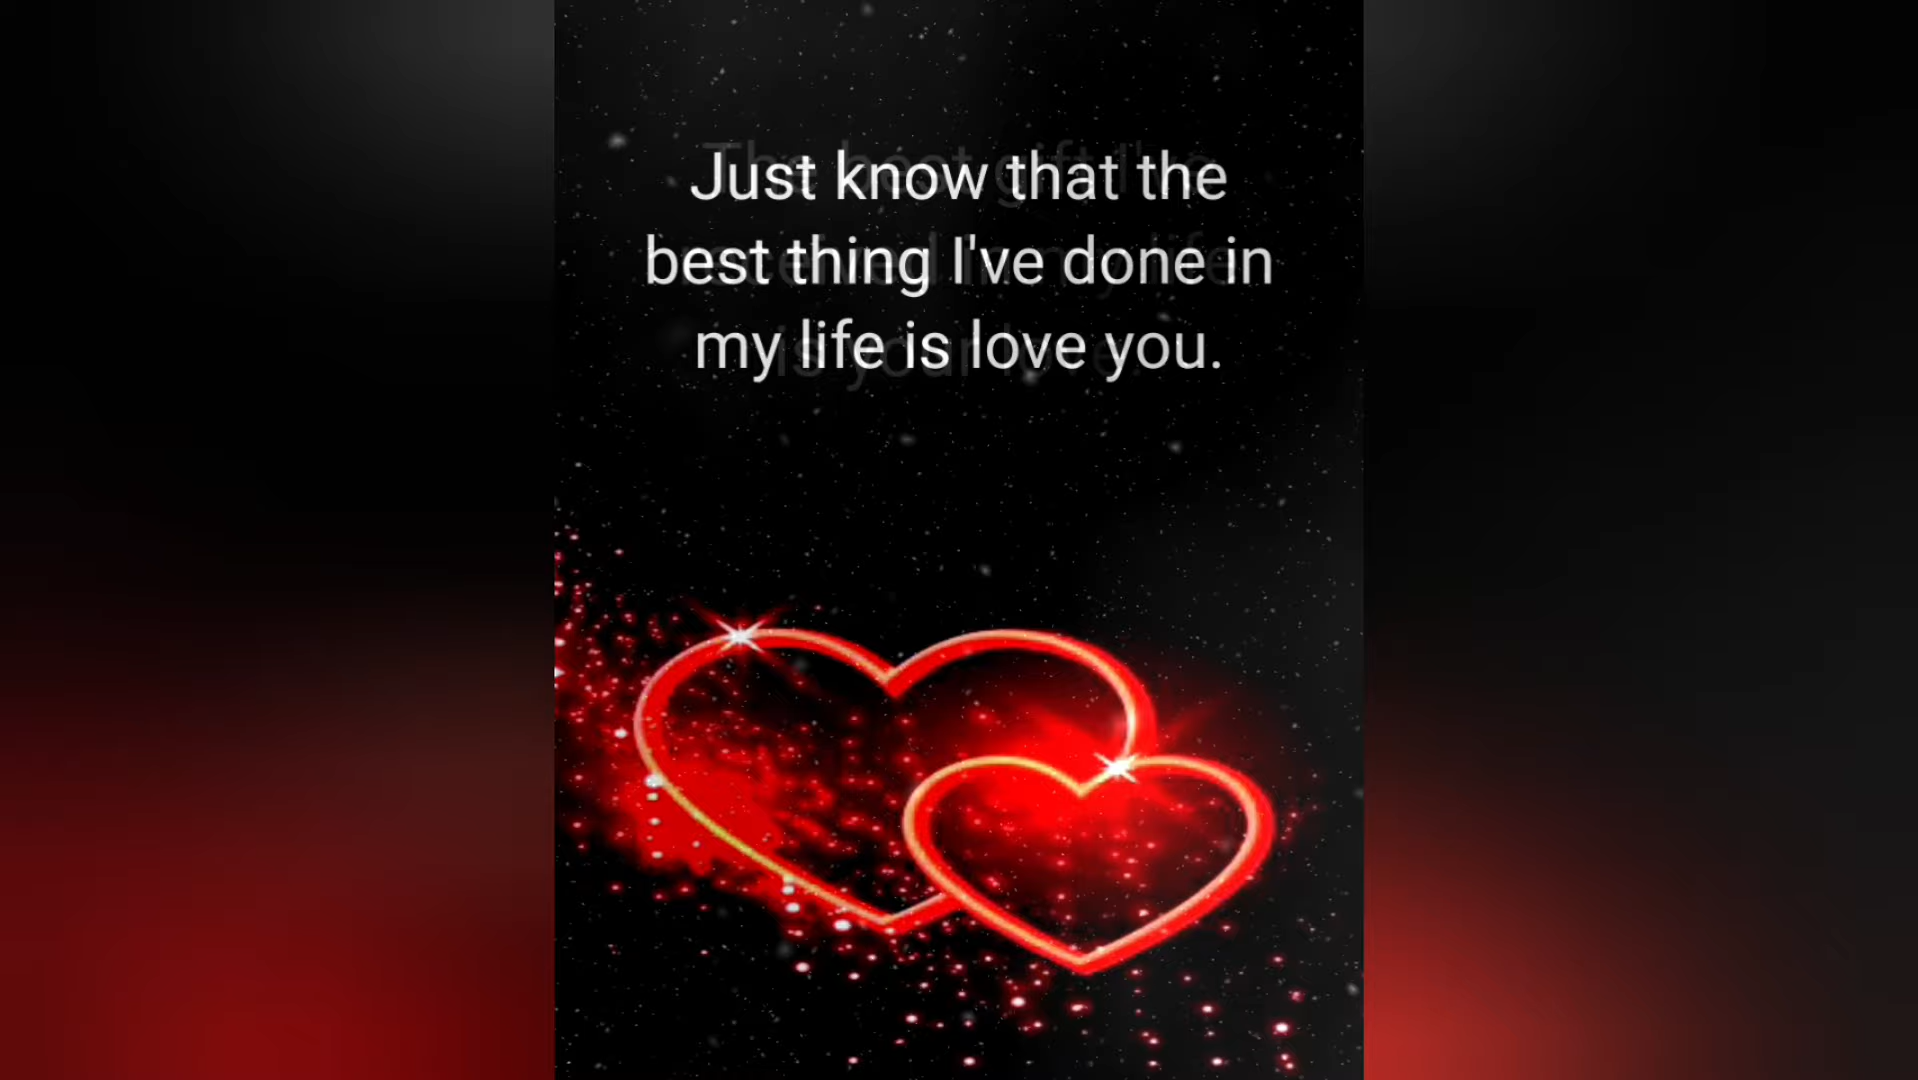 Just know that the
best thing I've done in
my life is love you.